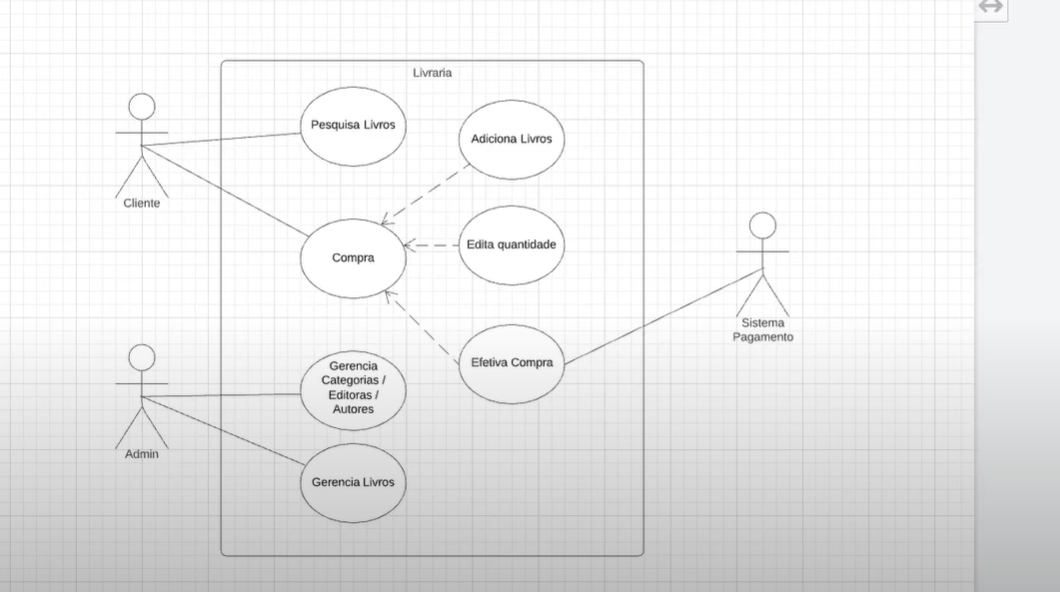 Livraria
Pesquisa Livros
Adiciona Livros
Cliente
Edita quantidade
Compra
Sistema
Pagamento
Efetiva Compra
Gerencia
Categorias /
Editoras /
Autores
Admin
Gerencia Livros